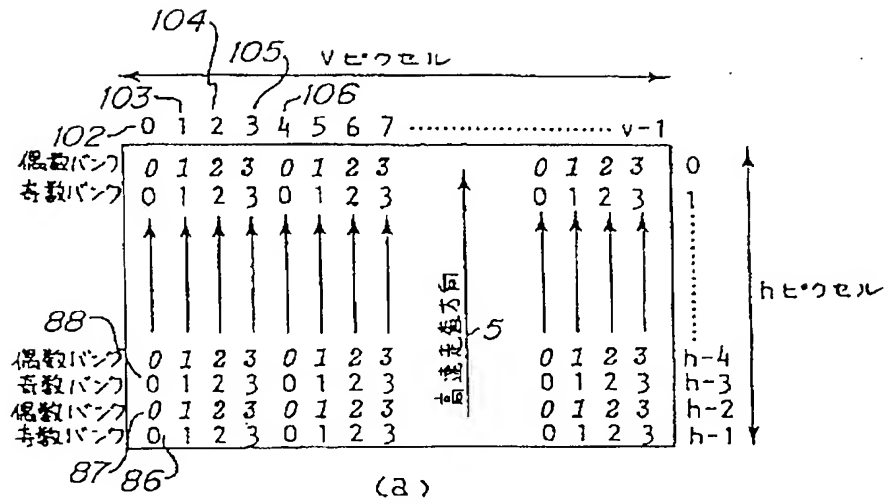 104
105
vピクセル
103
106
102
0 1 2 3 4 5 6 7 ........................ v-1
偶数バンク 0 1 2 3 0 1 2 3 0 1 2 3 0
奇数バンク 0 1 2 3 0 1 2 3 0 1 2 3 1
高速走査方向
5
hピクセル
88
偶数バンク 0 1 2 3 0 1 2 3 0 1 2 3 h-4
奇数バンク 0 1 2 3 0 1 2 3 0 1 2 3 h-3
偶数バンク 0 1 2 3 0 1 2 3 0 1 2 3 h-2
奇数バンク 0 1 2 3 0 1 2 3 0 1 2 3 h-1
87
86
(a)